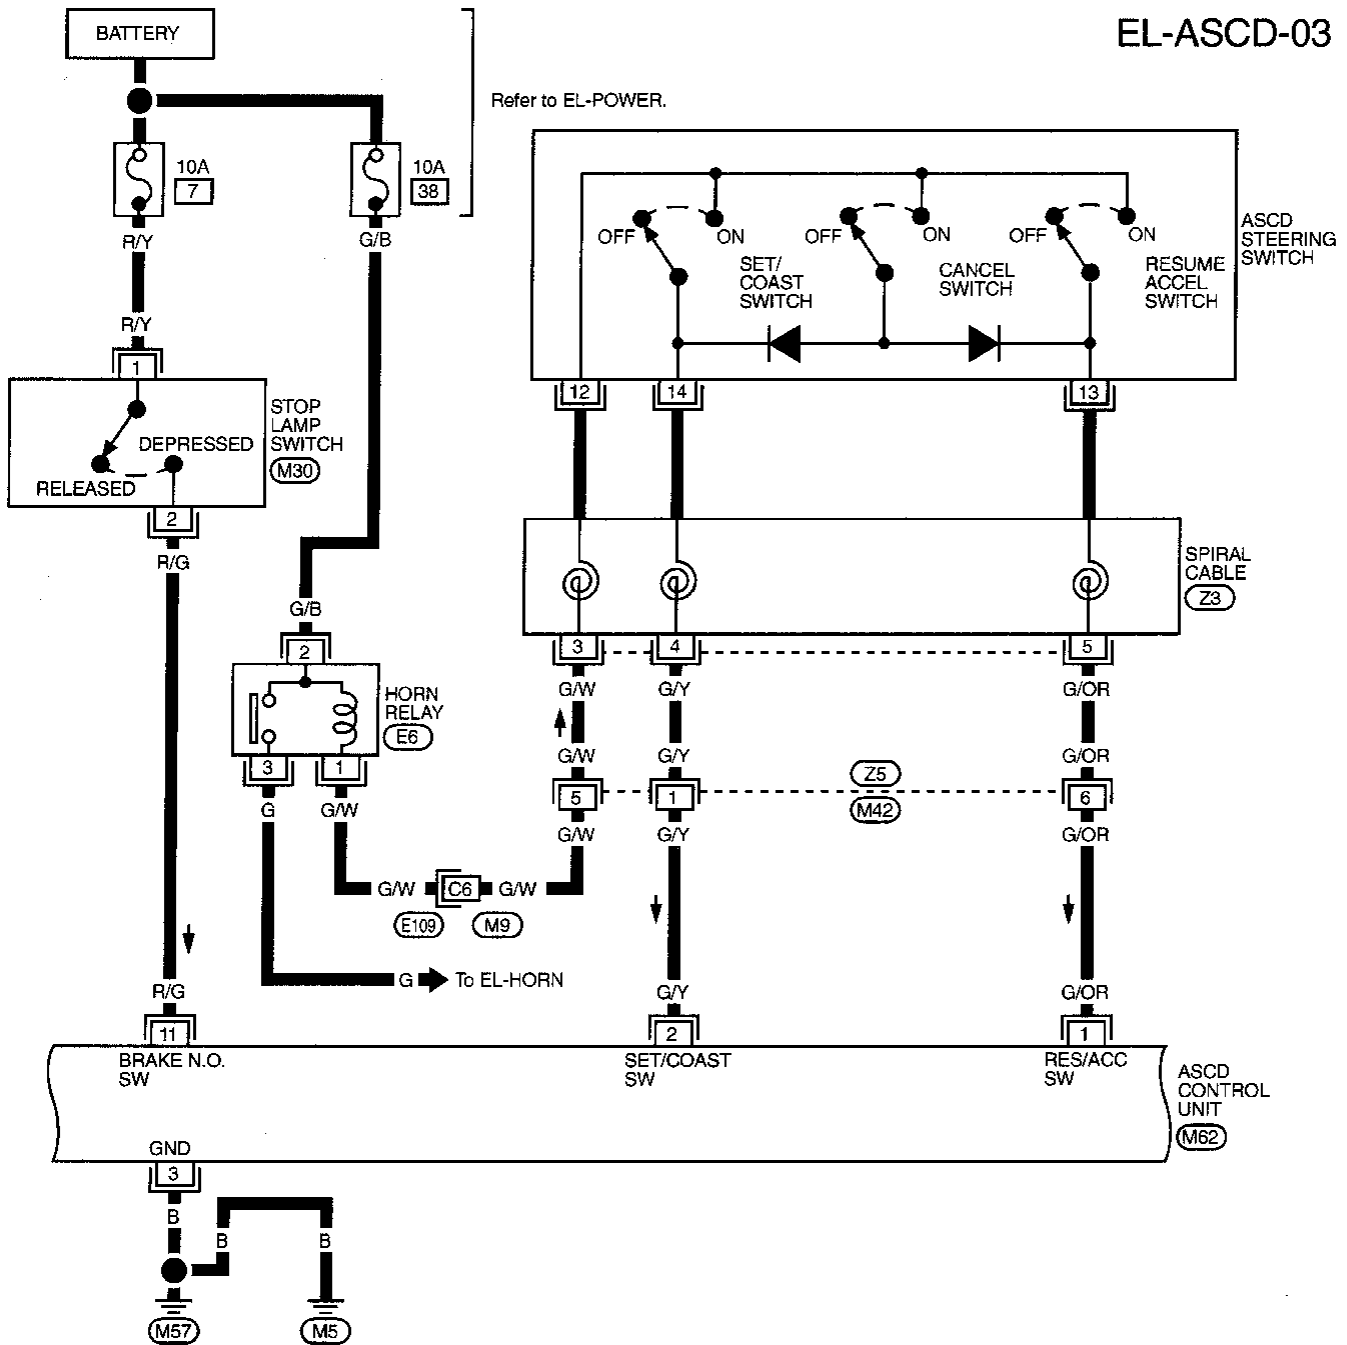 EL-ASCD-03
BATTERY
Refer to EL-POWER.
10A
7
10A
38
R/Y
G/B
R/Y
OFF
ON
SET/
COAST
SWITCH
OFF
ON
CANCEL
SWITCH
OFF
ON
RESUME
ACCEL
SWITCH
ASCD
STEERING
SWITCH
1
STOP
LAMP
SWITCH
M30
DEPRESSED
RELEASED
2
R/G
12
14
13
SPIRAL
CABLE
Z3
G/B
2
HORN
RELAY
E6
3
1
3
4
5
G/W
G/Y
G/OR
G/W
G/Y
G/OR
G
G/W
5
1
Z5
M42
6
G/W
G/Y
G/OR
G/W
C6
G/W
E109
M9
G
To EL-HORN
R/G
G/Y
G/OR
11
2
1
BRAKE N.O.
SW
SET/COAST
SW
RES/ACC
SW
ASCD
CONTROL
UNIT
M62
GND
3
B
B
B
M57
M5